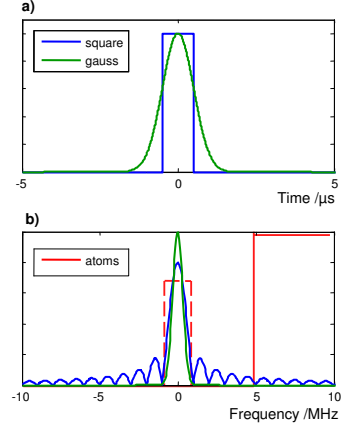 a)
square
gauss
-5 0 5
Time /µs
b)
atoms
-10 -5 0 5 10
Frequency /MHz